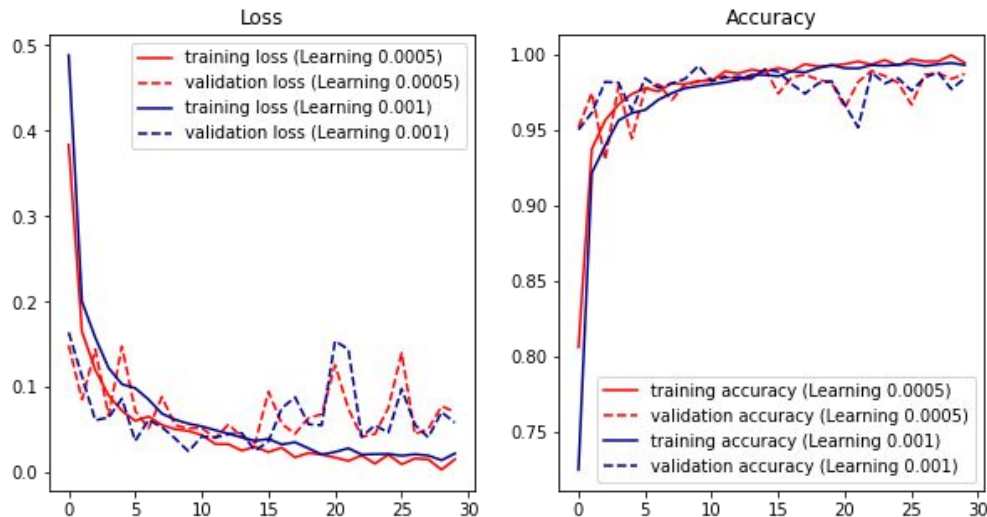 Loss
0.5
0.4
0.3
0.2
0.1
0.0
training loss (Learning 0.0005)
validation loss (Learning 0.0005)
training loss (Learning 0.001)
validation loss (Learning 0.001)
0 5 10 15 20 25 30
Accuracy
1.00
0.95
0.90
0.85
0.80
0.75
training accuracy (Learning 0.0005)
validation accuracy (Learning 0.0005)
training accuracy (Learning 0.001)
validation accuracy (Learning 0.001)
0 5 10 15 20 25 30